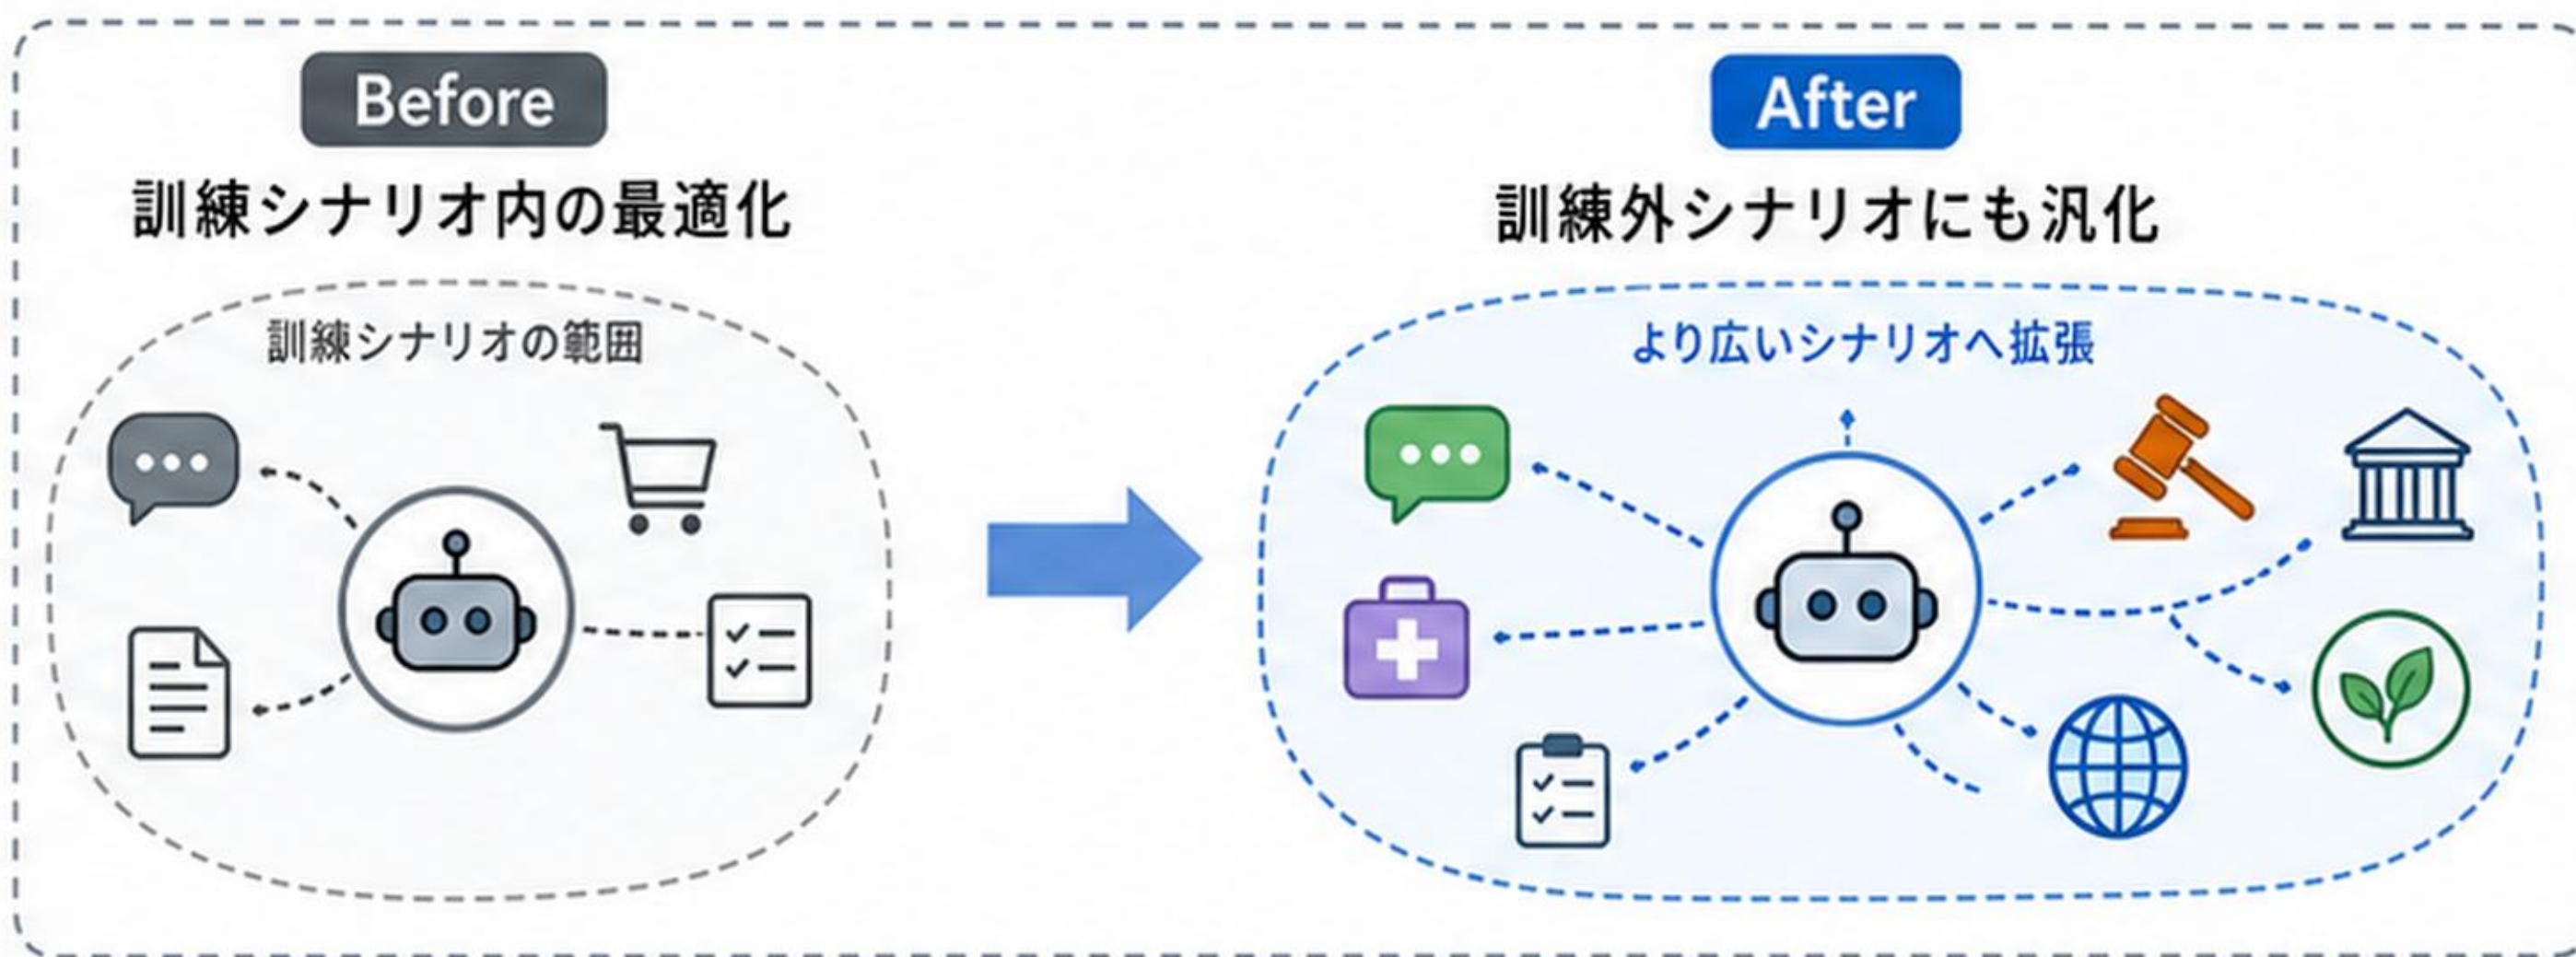 Before
訓練シナリオ内の最適化
訓練シナリオの範囲
After
訓練外シナリオにも汎化
より広いシナリオへ拡張